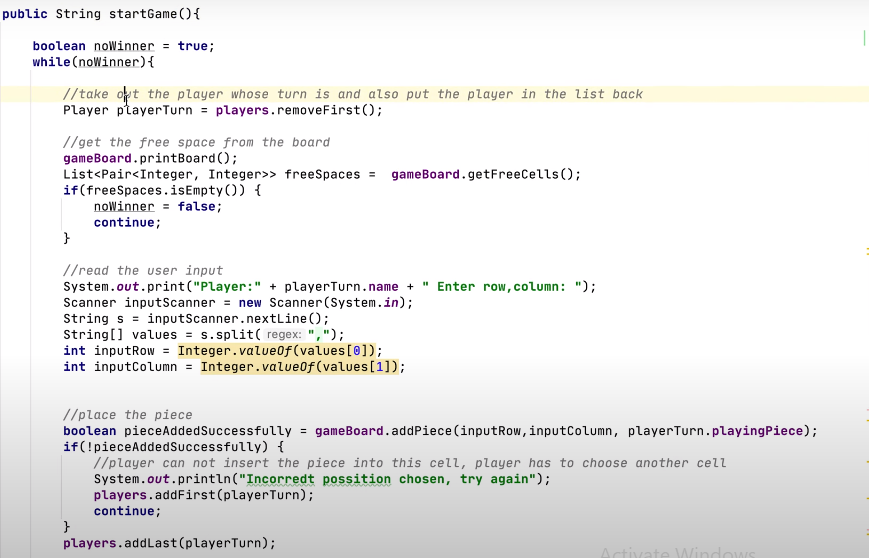 public String startGame(){
boolean noWinner = true;
while(noWinner){
//take out the player whose turn is and also put the player in the list back
Player playerTurn = players.removeFirst();
//get the free space from the board
gameBoard.printBoard();
List<Pair<Integer, Integer>> freeSpaces =  gameBoard.getFreeCells();
if(freeSpaces.isEmpty()) {
noWinner = false;
continue;
}
//read the user input
System.out.print("Player:" + playerTurn.name + " Enter row,column: ");
Scanner inputScanner = new Scanner(System.in);
String s = inputScanner.nextLine();
String[] values = s.split( regex: ",");
int inputRow = Integer.valueOf(values[0]);
int inputColumn = Integer.valueOf(values[1]);
//place the piece
boolean pieceAddedSuccessfully = gameBoard.addPiece(inputRow,inputColumn, playerTurn.playingPiece);
if(!pieceAddedSuccessfully) {
//player can not insert the piece into this cell, player has to choose another cell
System.out.println("Incorredt possition chosen, try again");
players.addFirst(playerTurn);
continue;
}
players.addLast(playerTurn);
Activate Windows